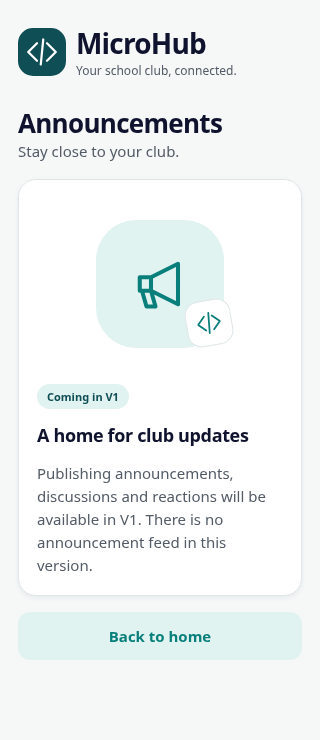 MicroHub
Your school club, connected.
Announcements
Stay close to your club.
Coming in V1
A home for club updates
Publishing announcements,
discussions and reactions will be
available in V1. There is no
announcement feed in this
version.
Back to home